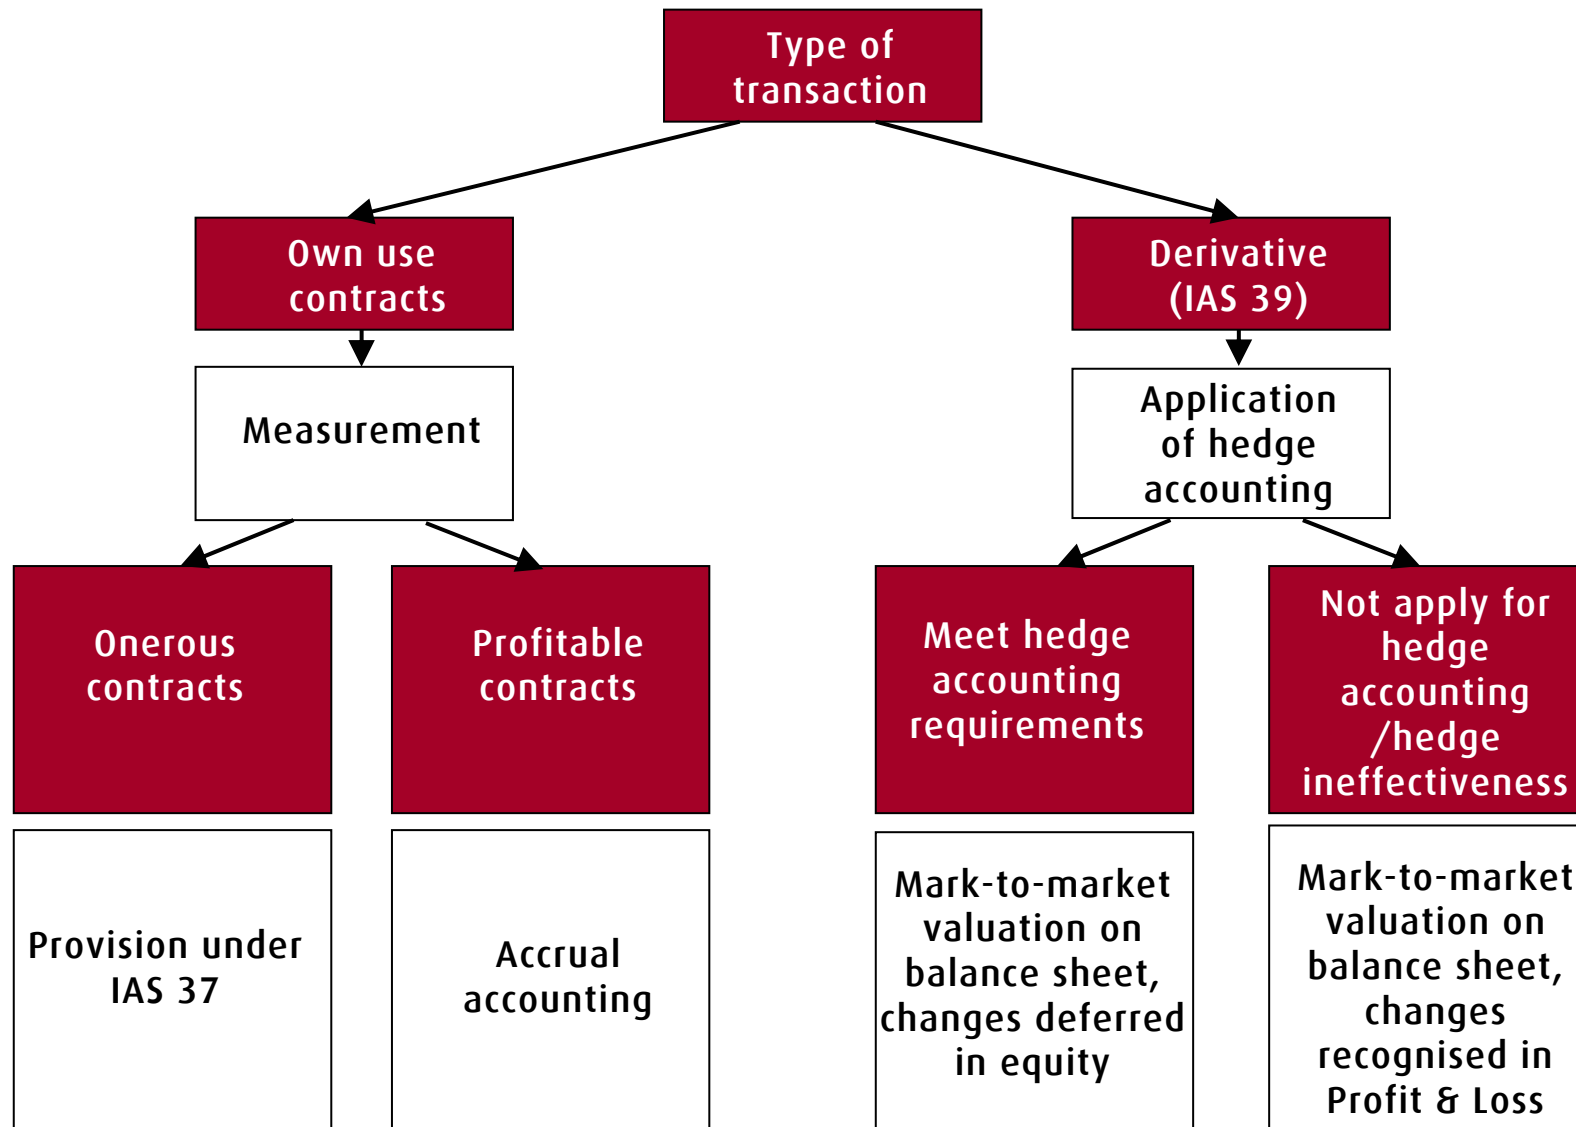 Type of
transaction
Own use
contracts
Derivative
(IAS 39)
Measurement
Application
of hedge
accounting
Onerous
contracts
Profitable
contracts
Meet hedge
accounting
requirements
Not apply for
hedge
accounting
/hedge
ineffectiveness
Provision under
IAS 37
Accrual
accounting
Mark-to-market
valuation on
balance sheet,
changes deferred
in equity
Mark-to-market
valuation on
balance sheet,
changes
recognised in
Profit & Loss